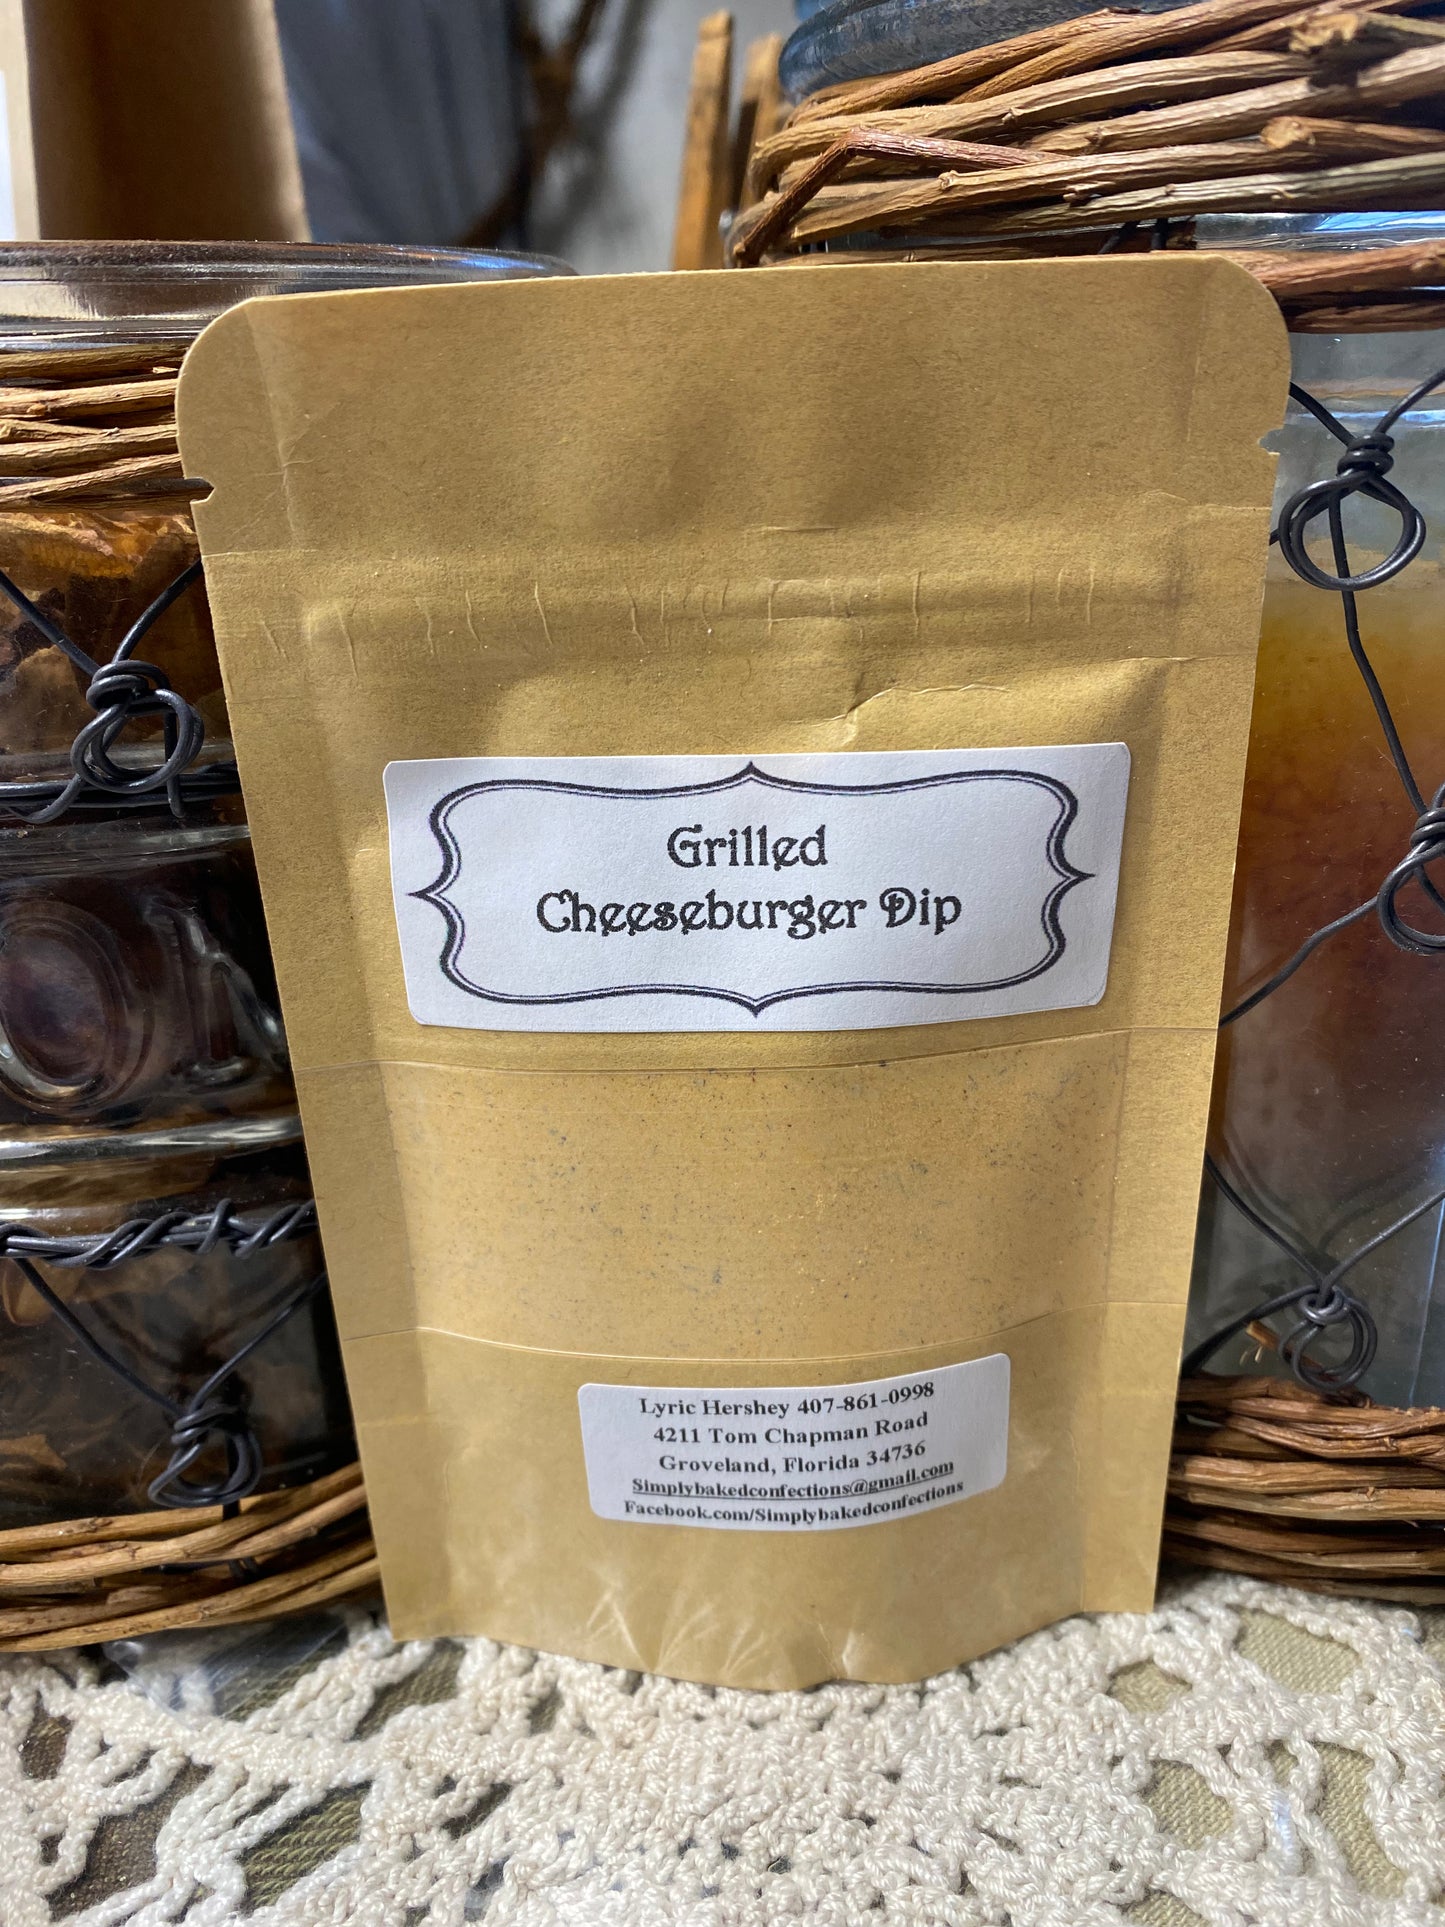 Grilled
Cheeseburger Dip
Lyric Hershey 407-861-0998
4211 Tom Chapman Road
Groveland, Florida 34736
Simplybakedconfections@gmail.com
Facebook.com/Simplybakedconfections